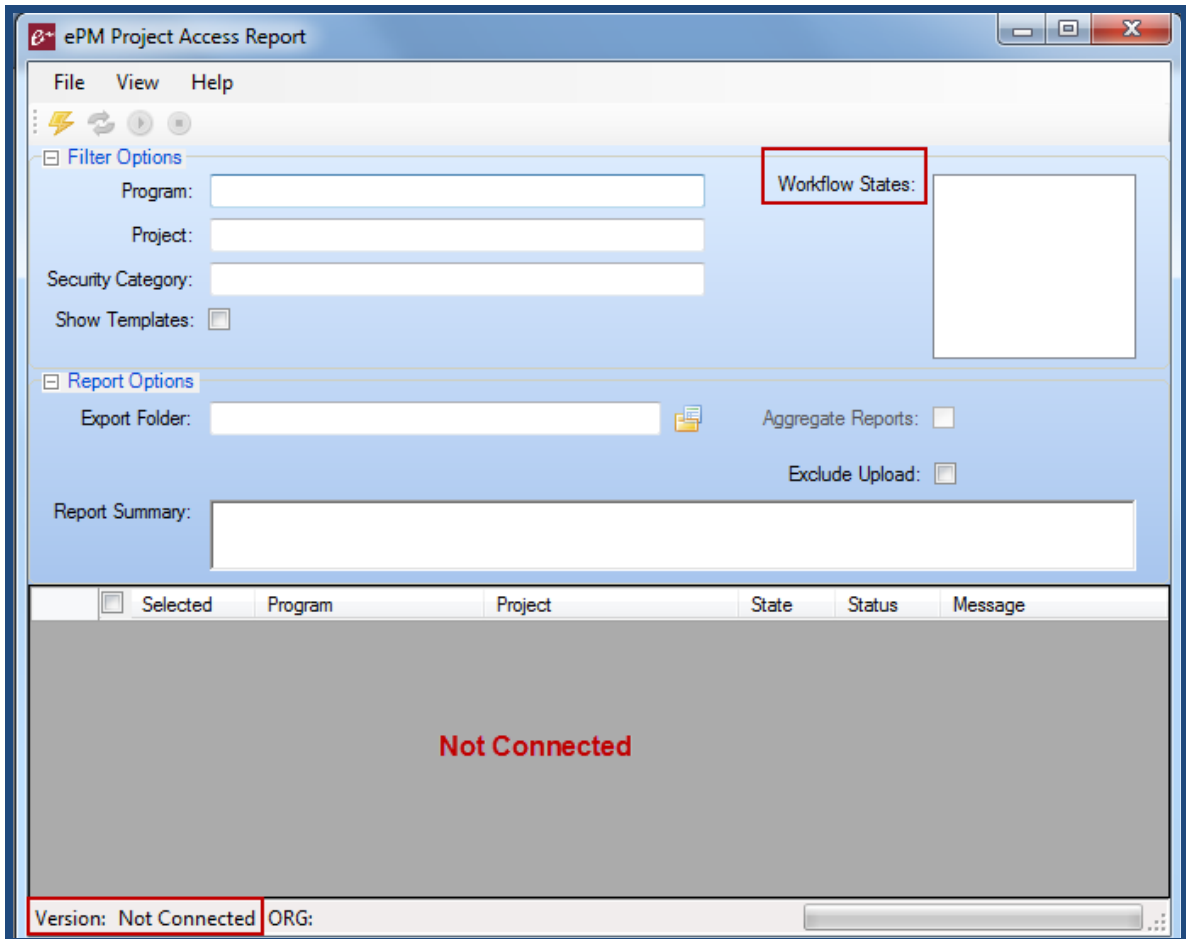 ePM Project Access Report
File View Help
Filter Options
Program:
Workflow States:
Project:
Security Category:
Show Templates:
Report Options
Export Folder:
Aggregate Reports:
Exclude Upload:
Report Summary:
Selected Program Project State Status Message
Not Connected
Version: Not Connected ORG: